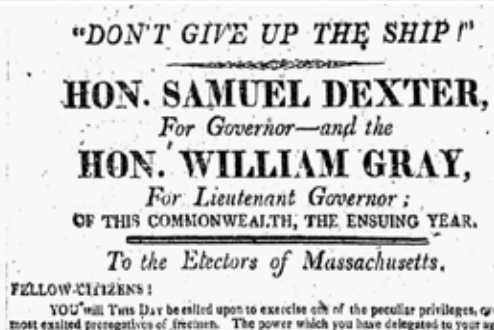 "DON'T GIVE UP THE SHIP!"
HON. SAMUEL DEXTER,
For Governor—and the
HON. WILLIAM GRAY,
For Lieutenant Governor;
OF THIS COMMONWEALTH, THE ENSUING YEAR.
To the Electors of Massachusetts.
FELLOW-CITIZENS!
YOU will THIS DAY be called upon to exercise one of the peculiar privileges,
most exalted prerogatives of freemen. The power which you have delegated to your